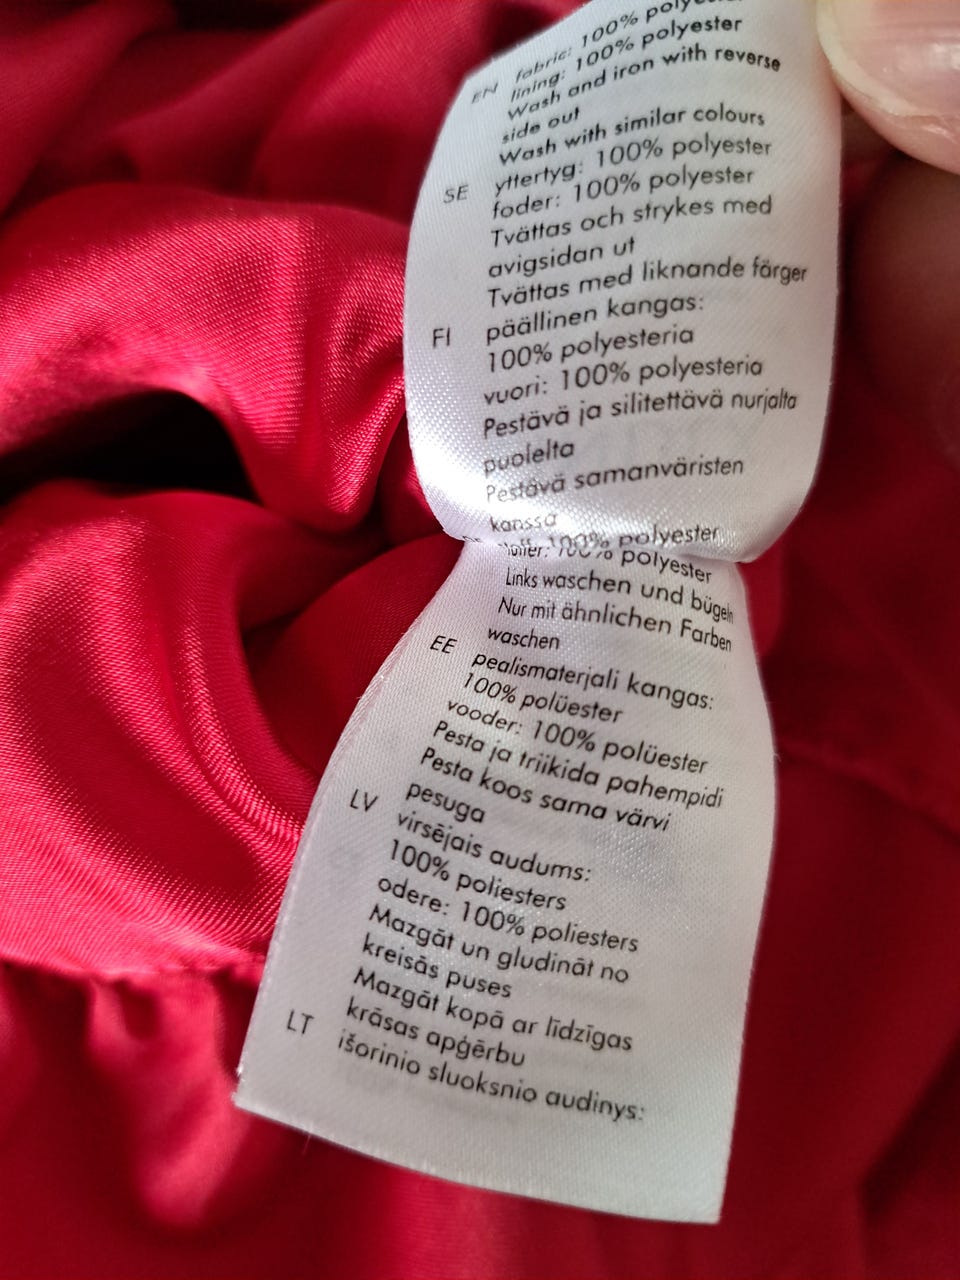 EN fabric: 100% polyester
lining: 100% polyester
Wash and iron with reverse
side out
Wash with similar colours
SE yttertyg: 100% polyester
foder: 100% polyester
Tvättas och strykes med
avigsidan ut
Tvättas med liknande färger
FI päällinen kangas:
100% polyesteria
vuori: 100% polyesteria
Pestävä ja silitettävä nurjalta
puolelta
Pestävä samanväristen
kanssa
100% polyester
100% polyester
Links waschen und bügeln
Nur mit ähnlichen Farben
waschen
EE pealismaterjali kangas:
100% polüester
vooder: 100% polüester
Pesta ja triikida pahempidi
Pesta koos sama värvi
pesuga
LV virsējais audums:
100% poliesters
odere: 100% poliesters
Mazgāt un gludināt no
kreisās puses
Mazgāt kopā ar līdzīgas
krāsas apģērbu
LT išorinio sluoksnio audinys: